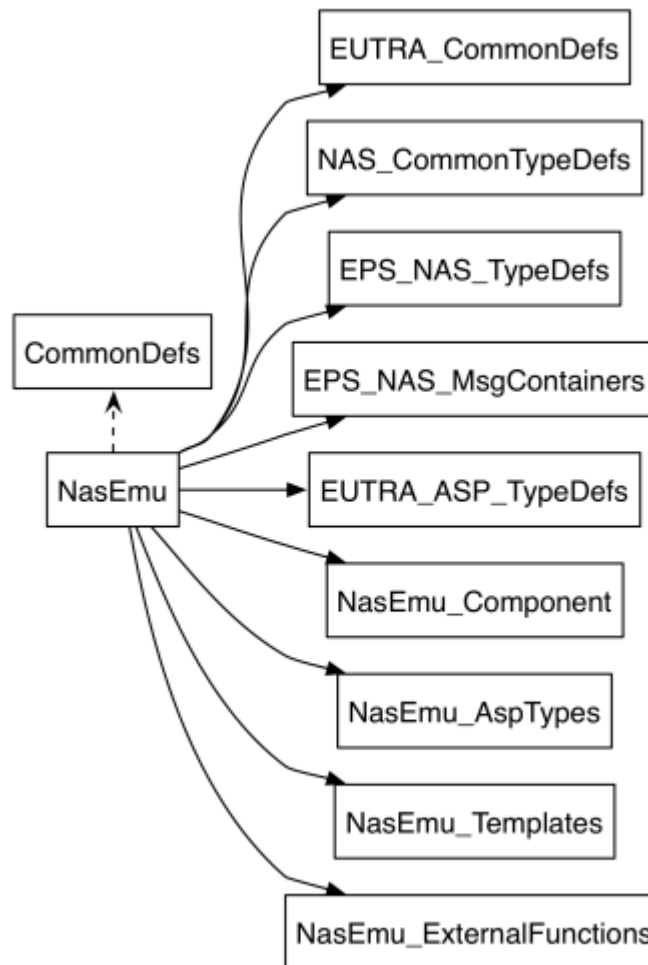 EUTRA_CommonDefs
NAS_CommonTypeDefs
EPS_NAS_TypeDefs
CommonDefs
EPS_NAS_MsgContainers
NasEmu
EUTRA_ASP_TypeDefs
NasEmu_Component
NasEmu_AspTypes
NasEmu_Templates
NasEmu_ExternalFunctions